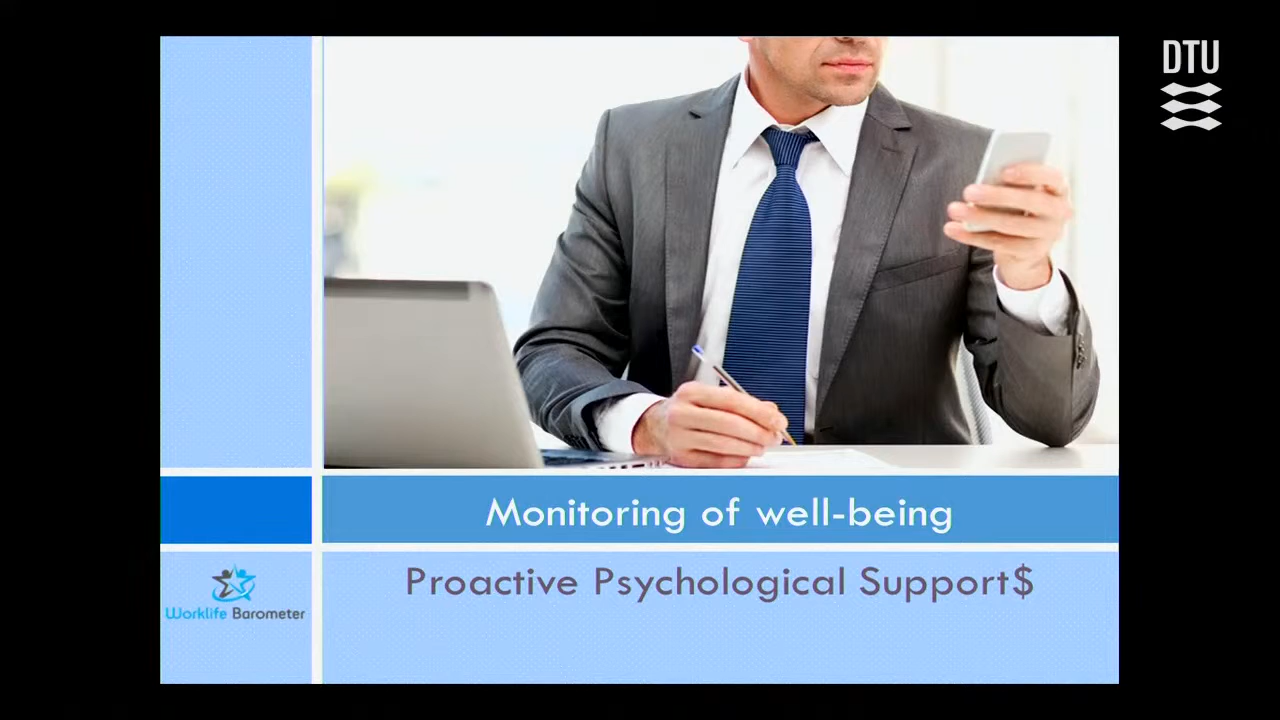 DTU
Monitoring of well-being
Proactive Psychological Support$
Worklife Barometer